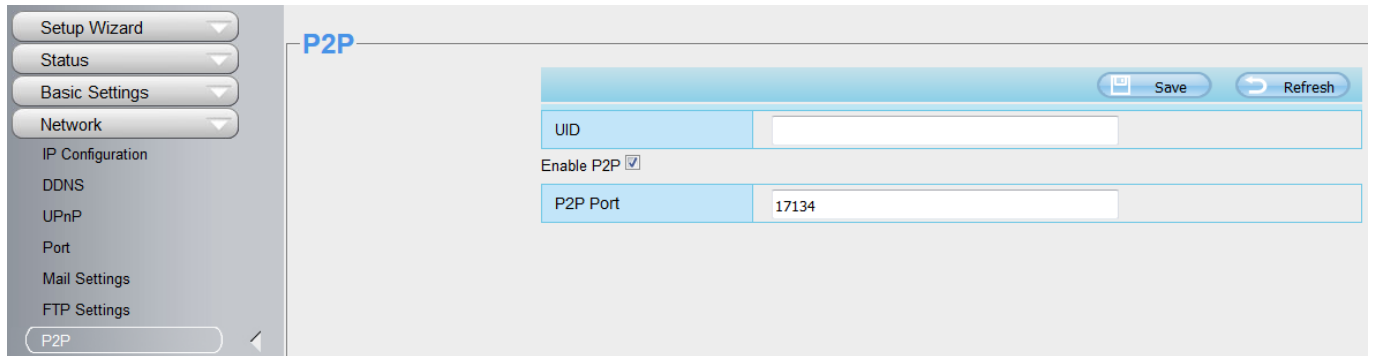 Setup Wizard
Status
Basic Settings
Network
IP Configuration
DDNS
UPnP
Port
Mail Settings
FTP Settings
P2P
P2P
Save Refresh
UID
Enable P2P
P2P Port 17134